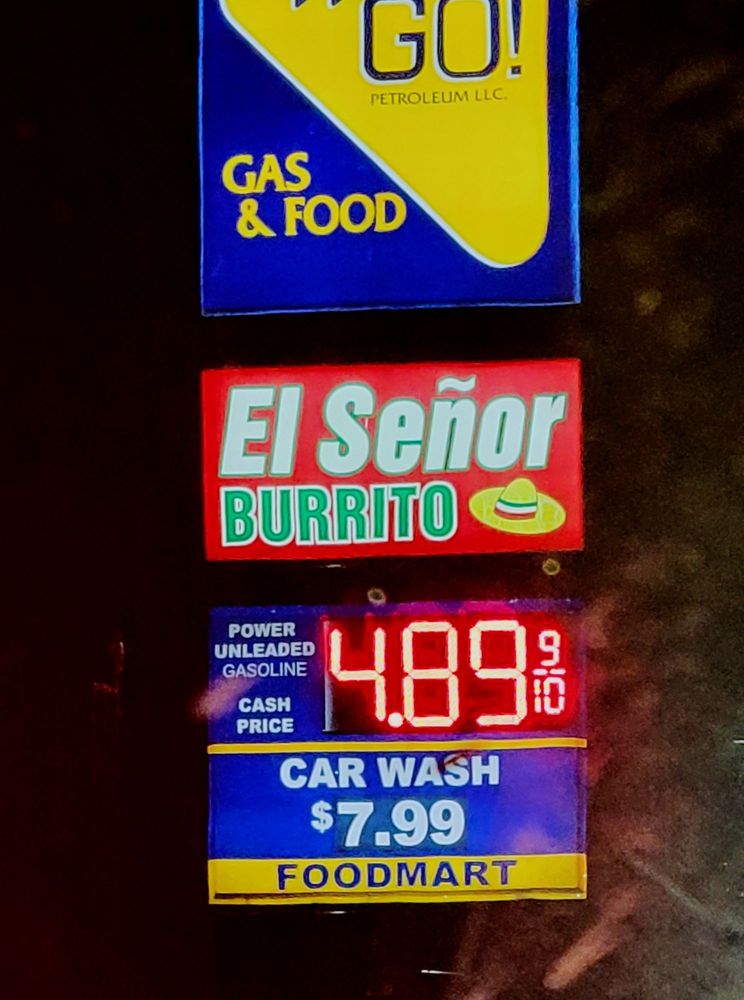 GO!
PETROLEUM LLC.
GAS
& FOOD
El Señor
BURRITO
POWER
UNLEADED
GASOLINE
CASH
PRICE
4.89 9/10
CAR WASH
$7.99
FOODMART